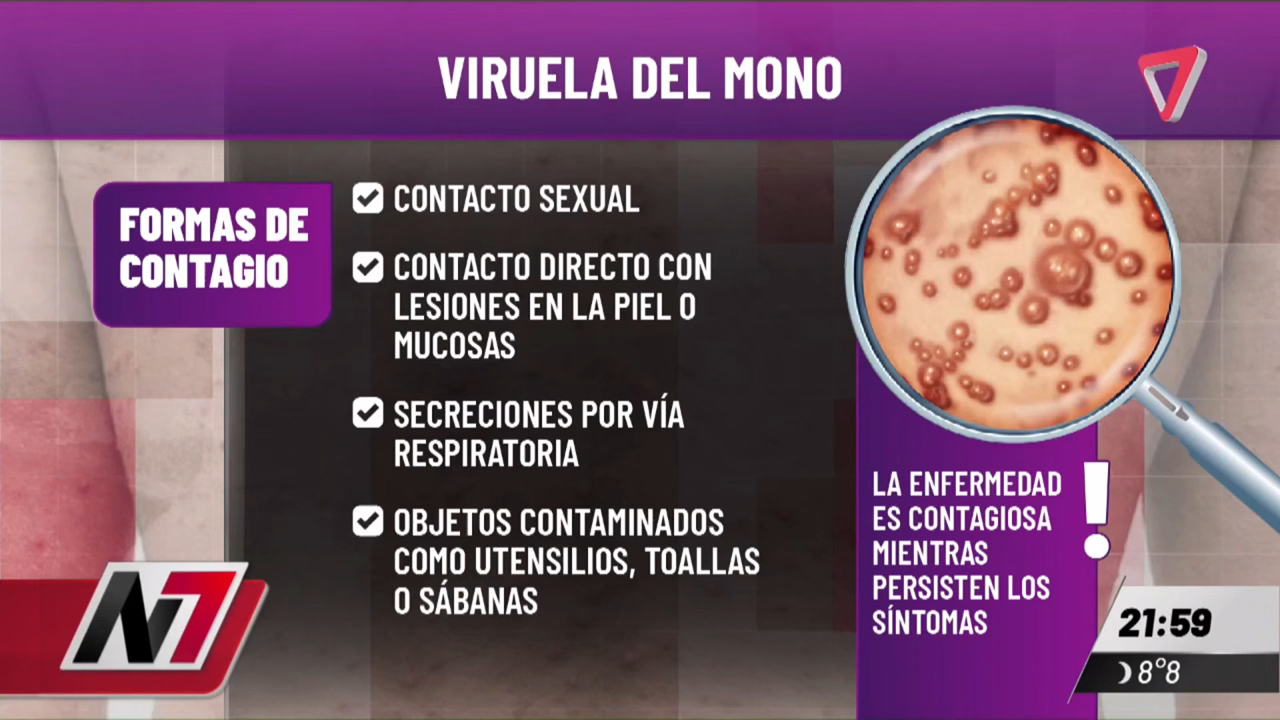 VIRUELA DEL MONO
FORMAS DE
CONTAGIO
CONTACTO SEXUAL
CONTACTO DIRECTO CON
LESIONES EN LA PIEL O
MUCOSAS
SECRECIONES POR VÍA
RESPIRATORIA
OBJETOS CONTAMINADOS
COMO UTENSILIOS, TOALLAS
O SÁBANAS
LA ENFERMEDAD
ES CONTAGIOSA
MIENTRAS
PERSISTEN LOS
SÍNTOMAS
!
N7
21:59
8°8